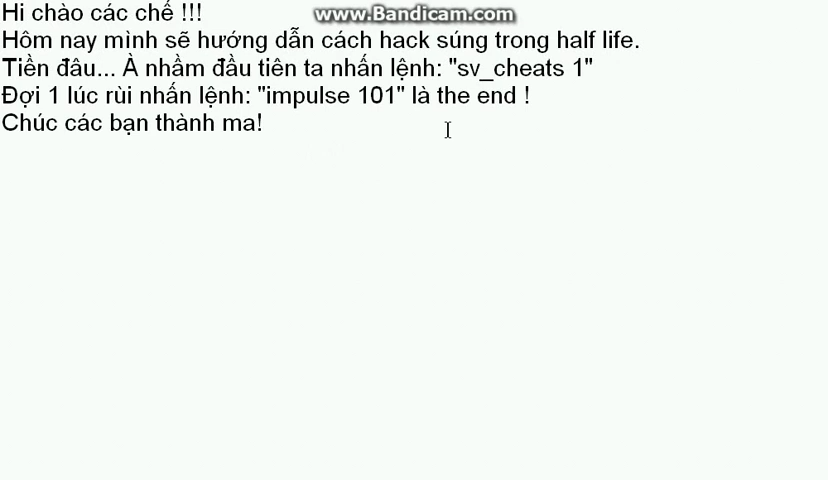 www.Bandicam.com
Hi chào các chế !!!
Hôm nay mình sẽ hướng dẫn cách hack súng trong half life.
Tiền đâu... À nhầm đầu tiên ta nhấn lệnh: "sv_cheats 1"
Đợi 1 lúc rùi nhấn lệnh: "impulse 101" là the end !
Chúc các bạn thành ma!